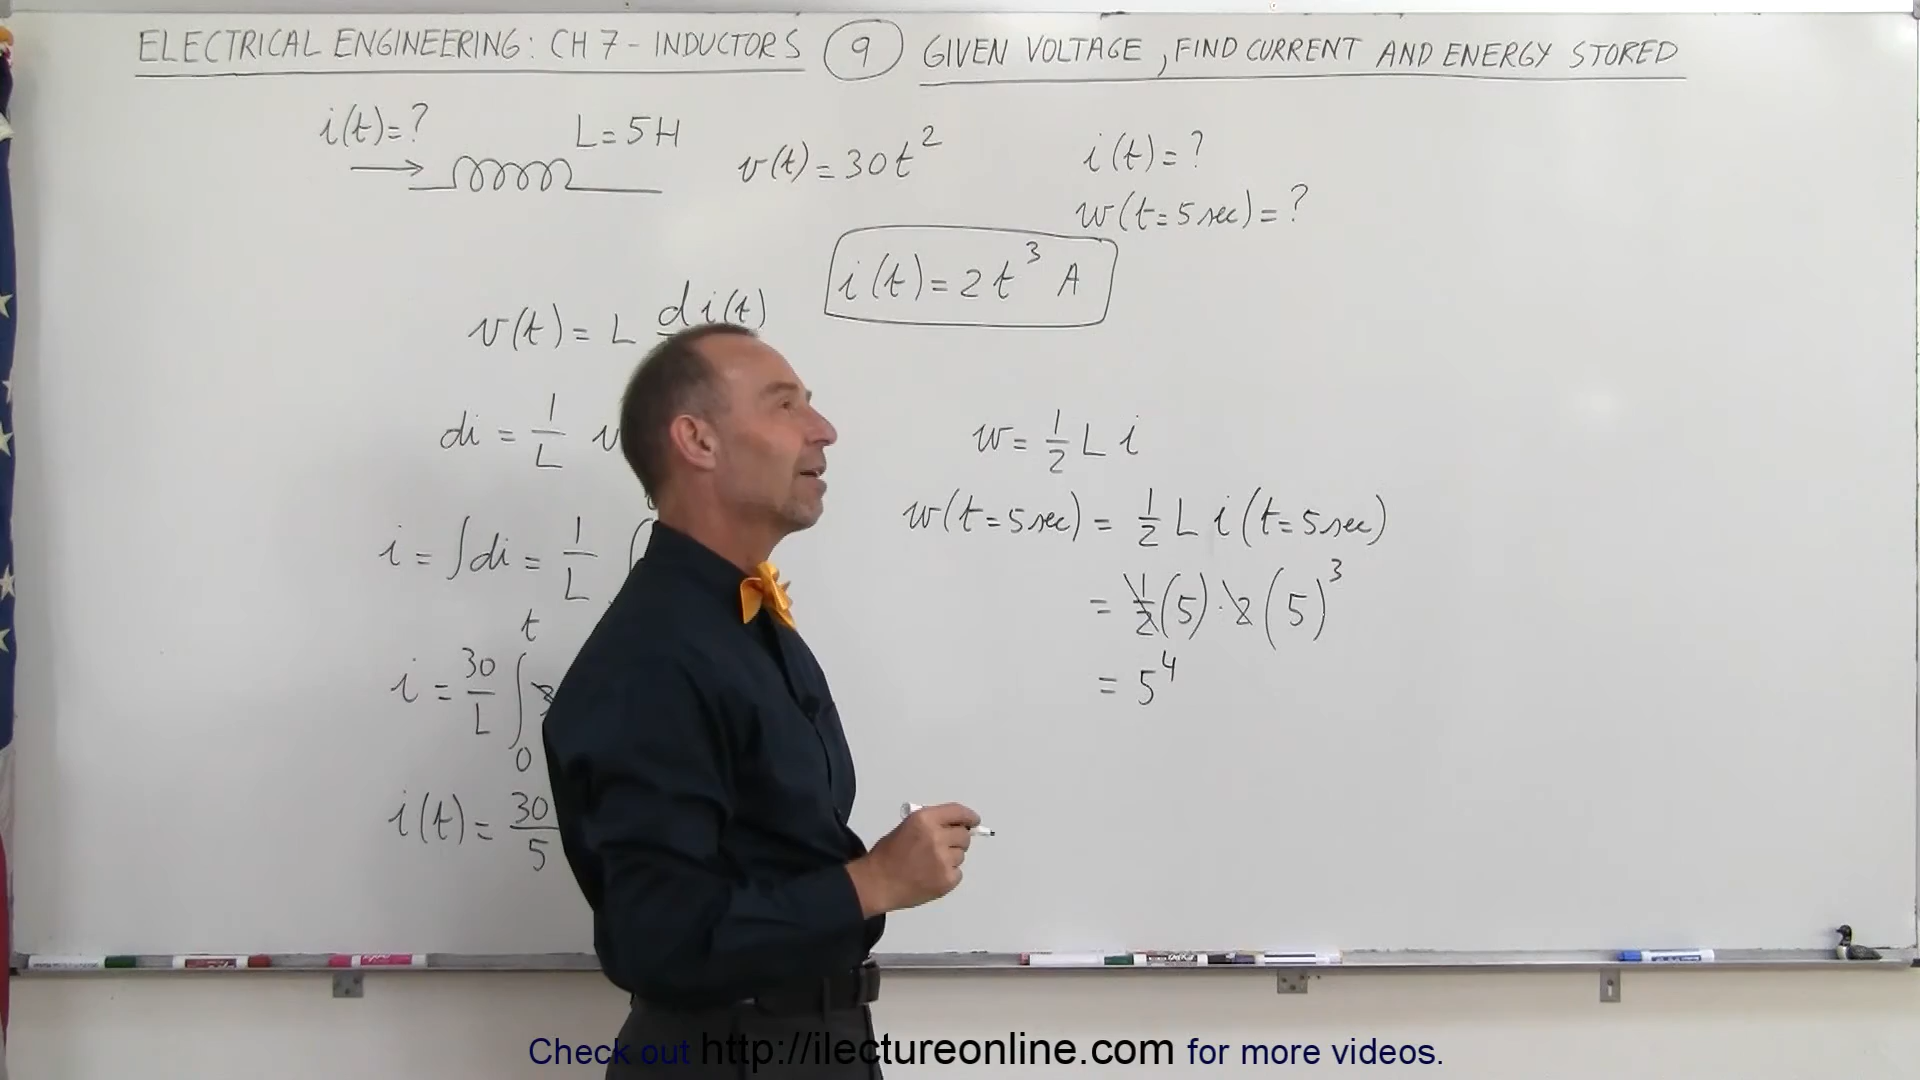 ELECTRICAL ENGINEERING: CH 7 - INDUCTORS 9 GIVEN VOLTAGE, FIND CURRENT AND ENERGY STORED
i(t)=? L=5H v(t)=30t² i(t)=?
w(t=5sec)=?
i(t)=2t³ A
v(t)=L di(t)
di = 1/L v
i=∫di=1/L ∫
i=30/L ∫₀ᵗ
i(t)=30/5
w=1/2 L i
w(t=5sec)=1/2 L i(t=5sec)
=1/2(5)·2(5)³
=5⁴
Check out http://ilectureonline.com for more videos.